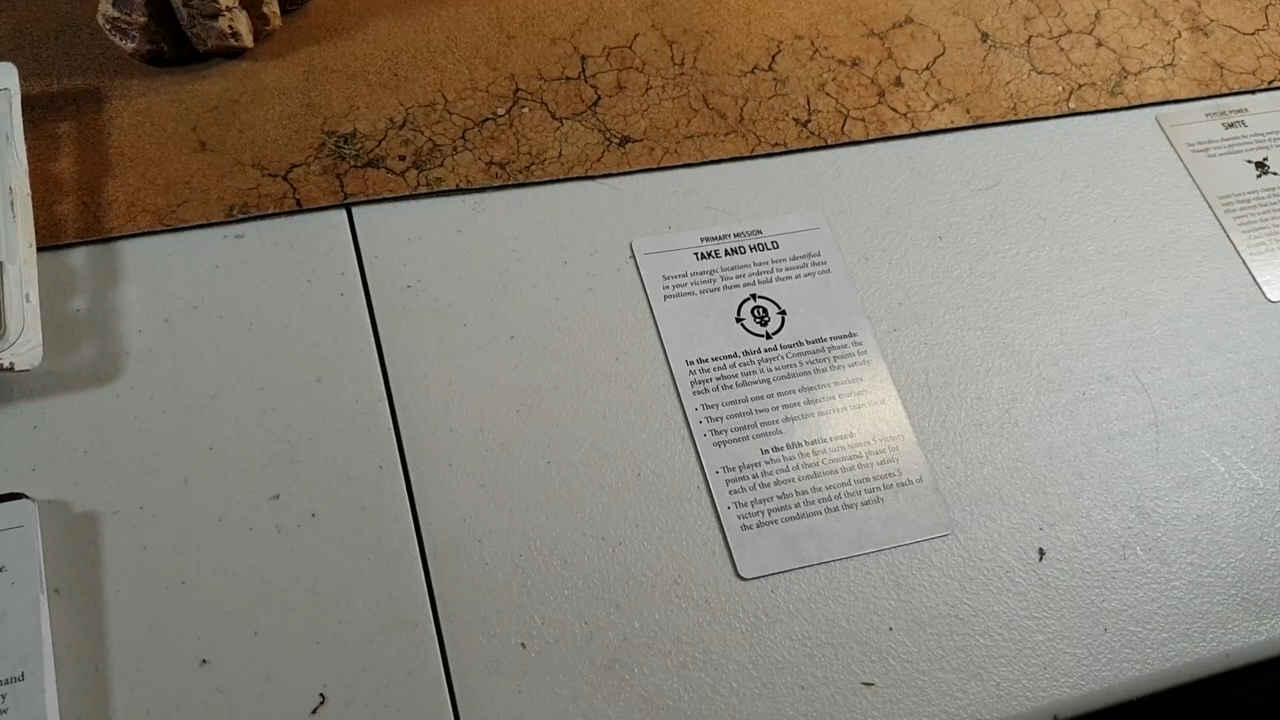 PRIMARY MISSION
TAKE AND HOLD
Several strategic locations have been identified
in your vicinity. You are ordered to assault these
positions, secure them and hold them at any cost.
In the second, third and fourth battle rounds:
At the end of each player's Command phase, the
player whose turn it is scores 5 victory points for
each of the following conditions that they satisfy:
• They control one or more objective markers.
• They control two or more objective markers.
• They control more objective markers than their
opponent controls.
In the fifth battle round:
• The player who has the first turn scores 5 victory
points at the end of their Command phase for
each of the above conditions that they satisfy.
• The player who has the second turn scores 5
victory points at the end of their turn for each of
the above conditions that they satisfy.
PSYCHIC POWER
SMITE